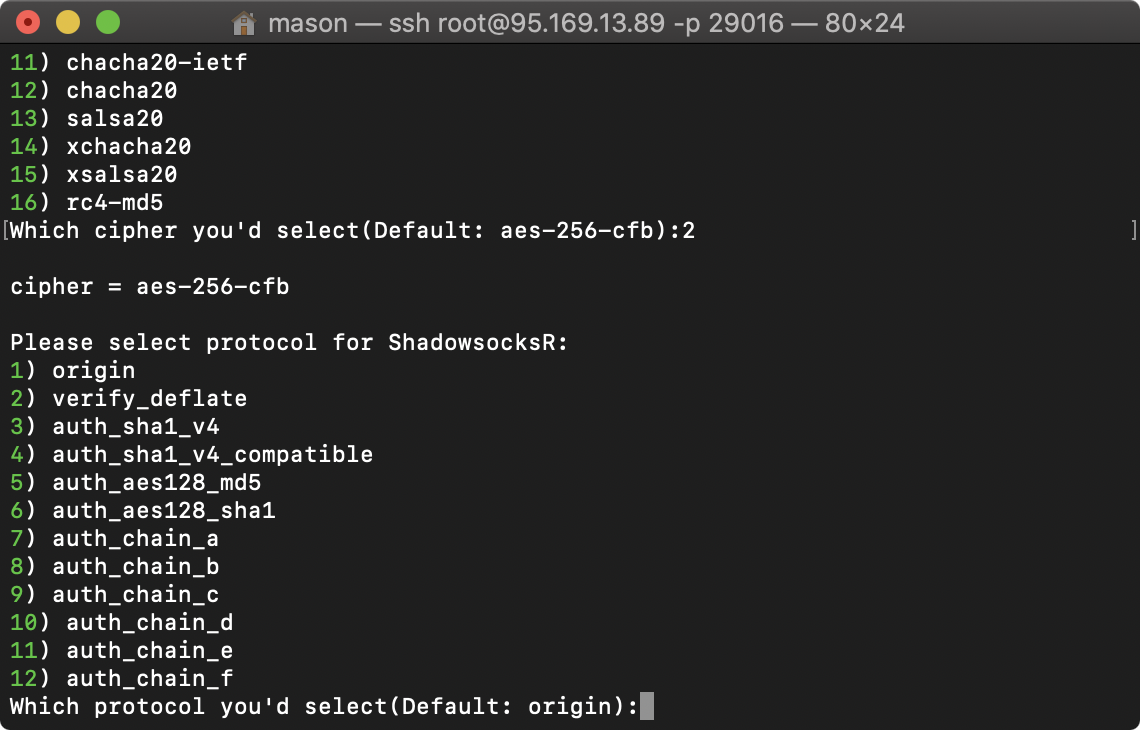 mason — ssh root@95.169.13.89 -p 29016 — 80×24
11) chacha20-ietf
12) chacha20
13) salsa20
14) xchacha20
15) xsalsa20
16) rc4-md5
[Which cipher you'd select(Default: aes-256-cfb):2 ]
cipher = aes-256-cfb
Please select protocol for ShadowsocksR:
1) origin
2) verify_deflate
3) auth_sha1_v4
4) auth_sha1_v4_compatible
5) auth_aes128_md5
6) auth_aes128_sha1
7) auth_chain_a
8) auth_chain_b
9) auth_chain_c
10) auth_chain_d
11) auth_chain_e
12) auth_chain_f
Which protocol you'd select(Default: origin):